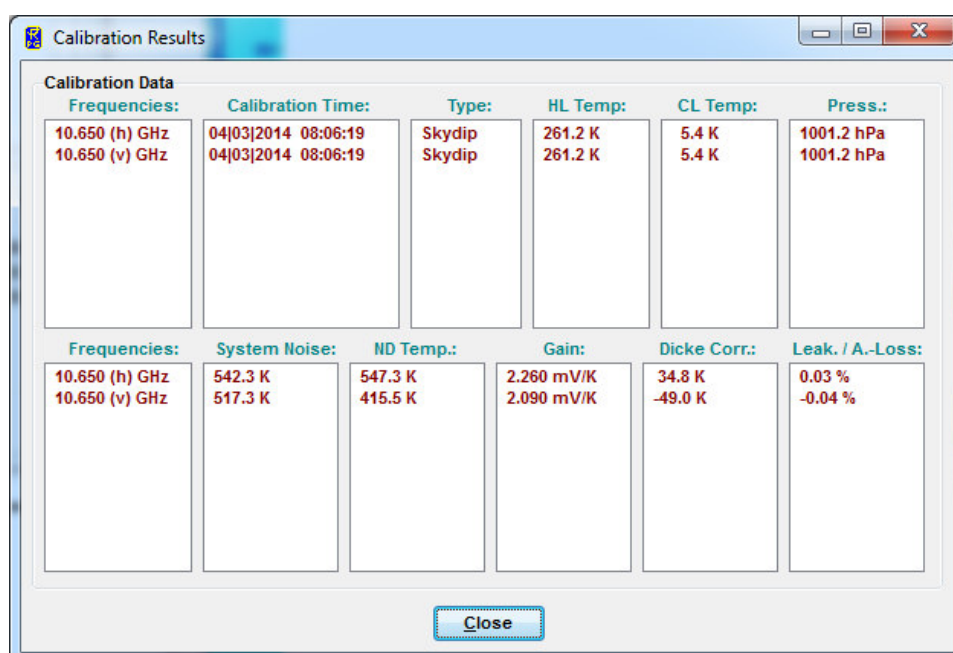 Calibration Results
Calibration Data
Frequencies: Calibration Time: Type: HL Temp: CL Temp: Press.:
10.650 (h) GHz 04|03|2014 08:06:19 Skydip 261.2 K 5.4 K 1001.2 hPa
10.650 (v) GHz 04|03|2014 08:06:19 Skydip 261.2 K 5.4 K 1001.2 hPa
Frequencies: System Noise: ND Temp.: Gain: Dicke Corr.: Leak. / A.-Loss:
10.650 (h) GHz 542.3 K 547.3 K 2.260 mV/K 34.8 K 0.03 %
10.650 (v) GHz 517.3 K 415.5 K 2.090 mV/K -49.0 K -0.04 %
Close